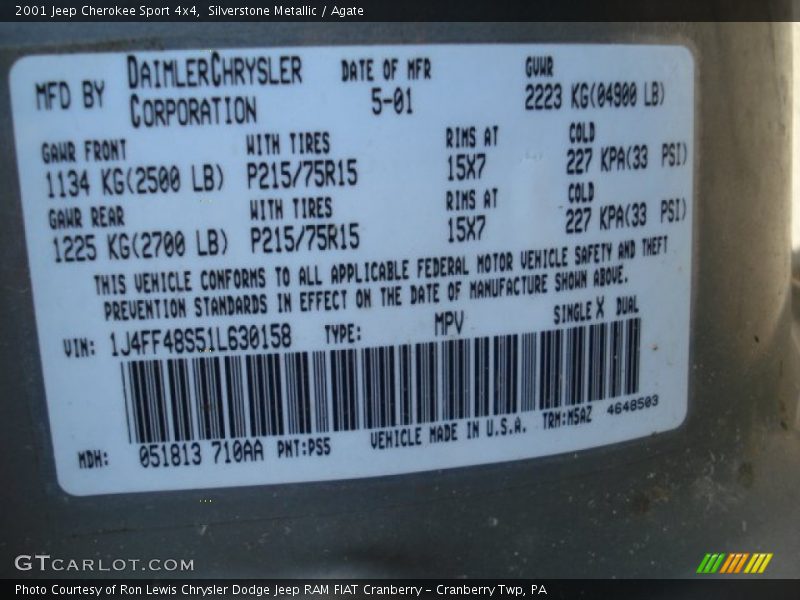 2001 Jeep Cherokee Sport 4x4,  Silverstone Metallic / Agate
MFD BY DAIMLERCHRYSLER CORPORATION
DATE OF MFR 5-01
GVWR 2223 KG(04900 LB)
GAWR FRONT WITH TIRES RIMS AT COLD
1134 KG(2500 LB) P215/75R15 15X7 227 KPA(33 PSI)
GAWR REAR WITH TIRES RIMS AT COLD
1225 KG(2700 LB) P215/75R15 15X7 227 KPA(33 PSI)
THIS VEHICLE CONFORMS TO ALL APPLICABLE FEDERAL MOTOR VEHICLE SAFETY AND THEFT
PREVENTION STANDARDS IN EFFECT ON THE DATE OF MANUFACTURE SHOWN ABOVE.
VIN: 1J4FF48S51L630158 TYPE: MPV SINGLE X DUAL
MDH: 051813 710AA PNT:PS5 VEHICLE MADE IN U.S.A. TRM:M5AZ 4648503
GTCARLOT.COM
Photo Courtesy of Ron Lewis Chrysler Dodge Jeep RAM FIAT Cranberry – Cranberry Twp, PA